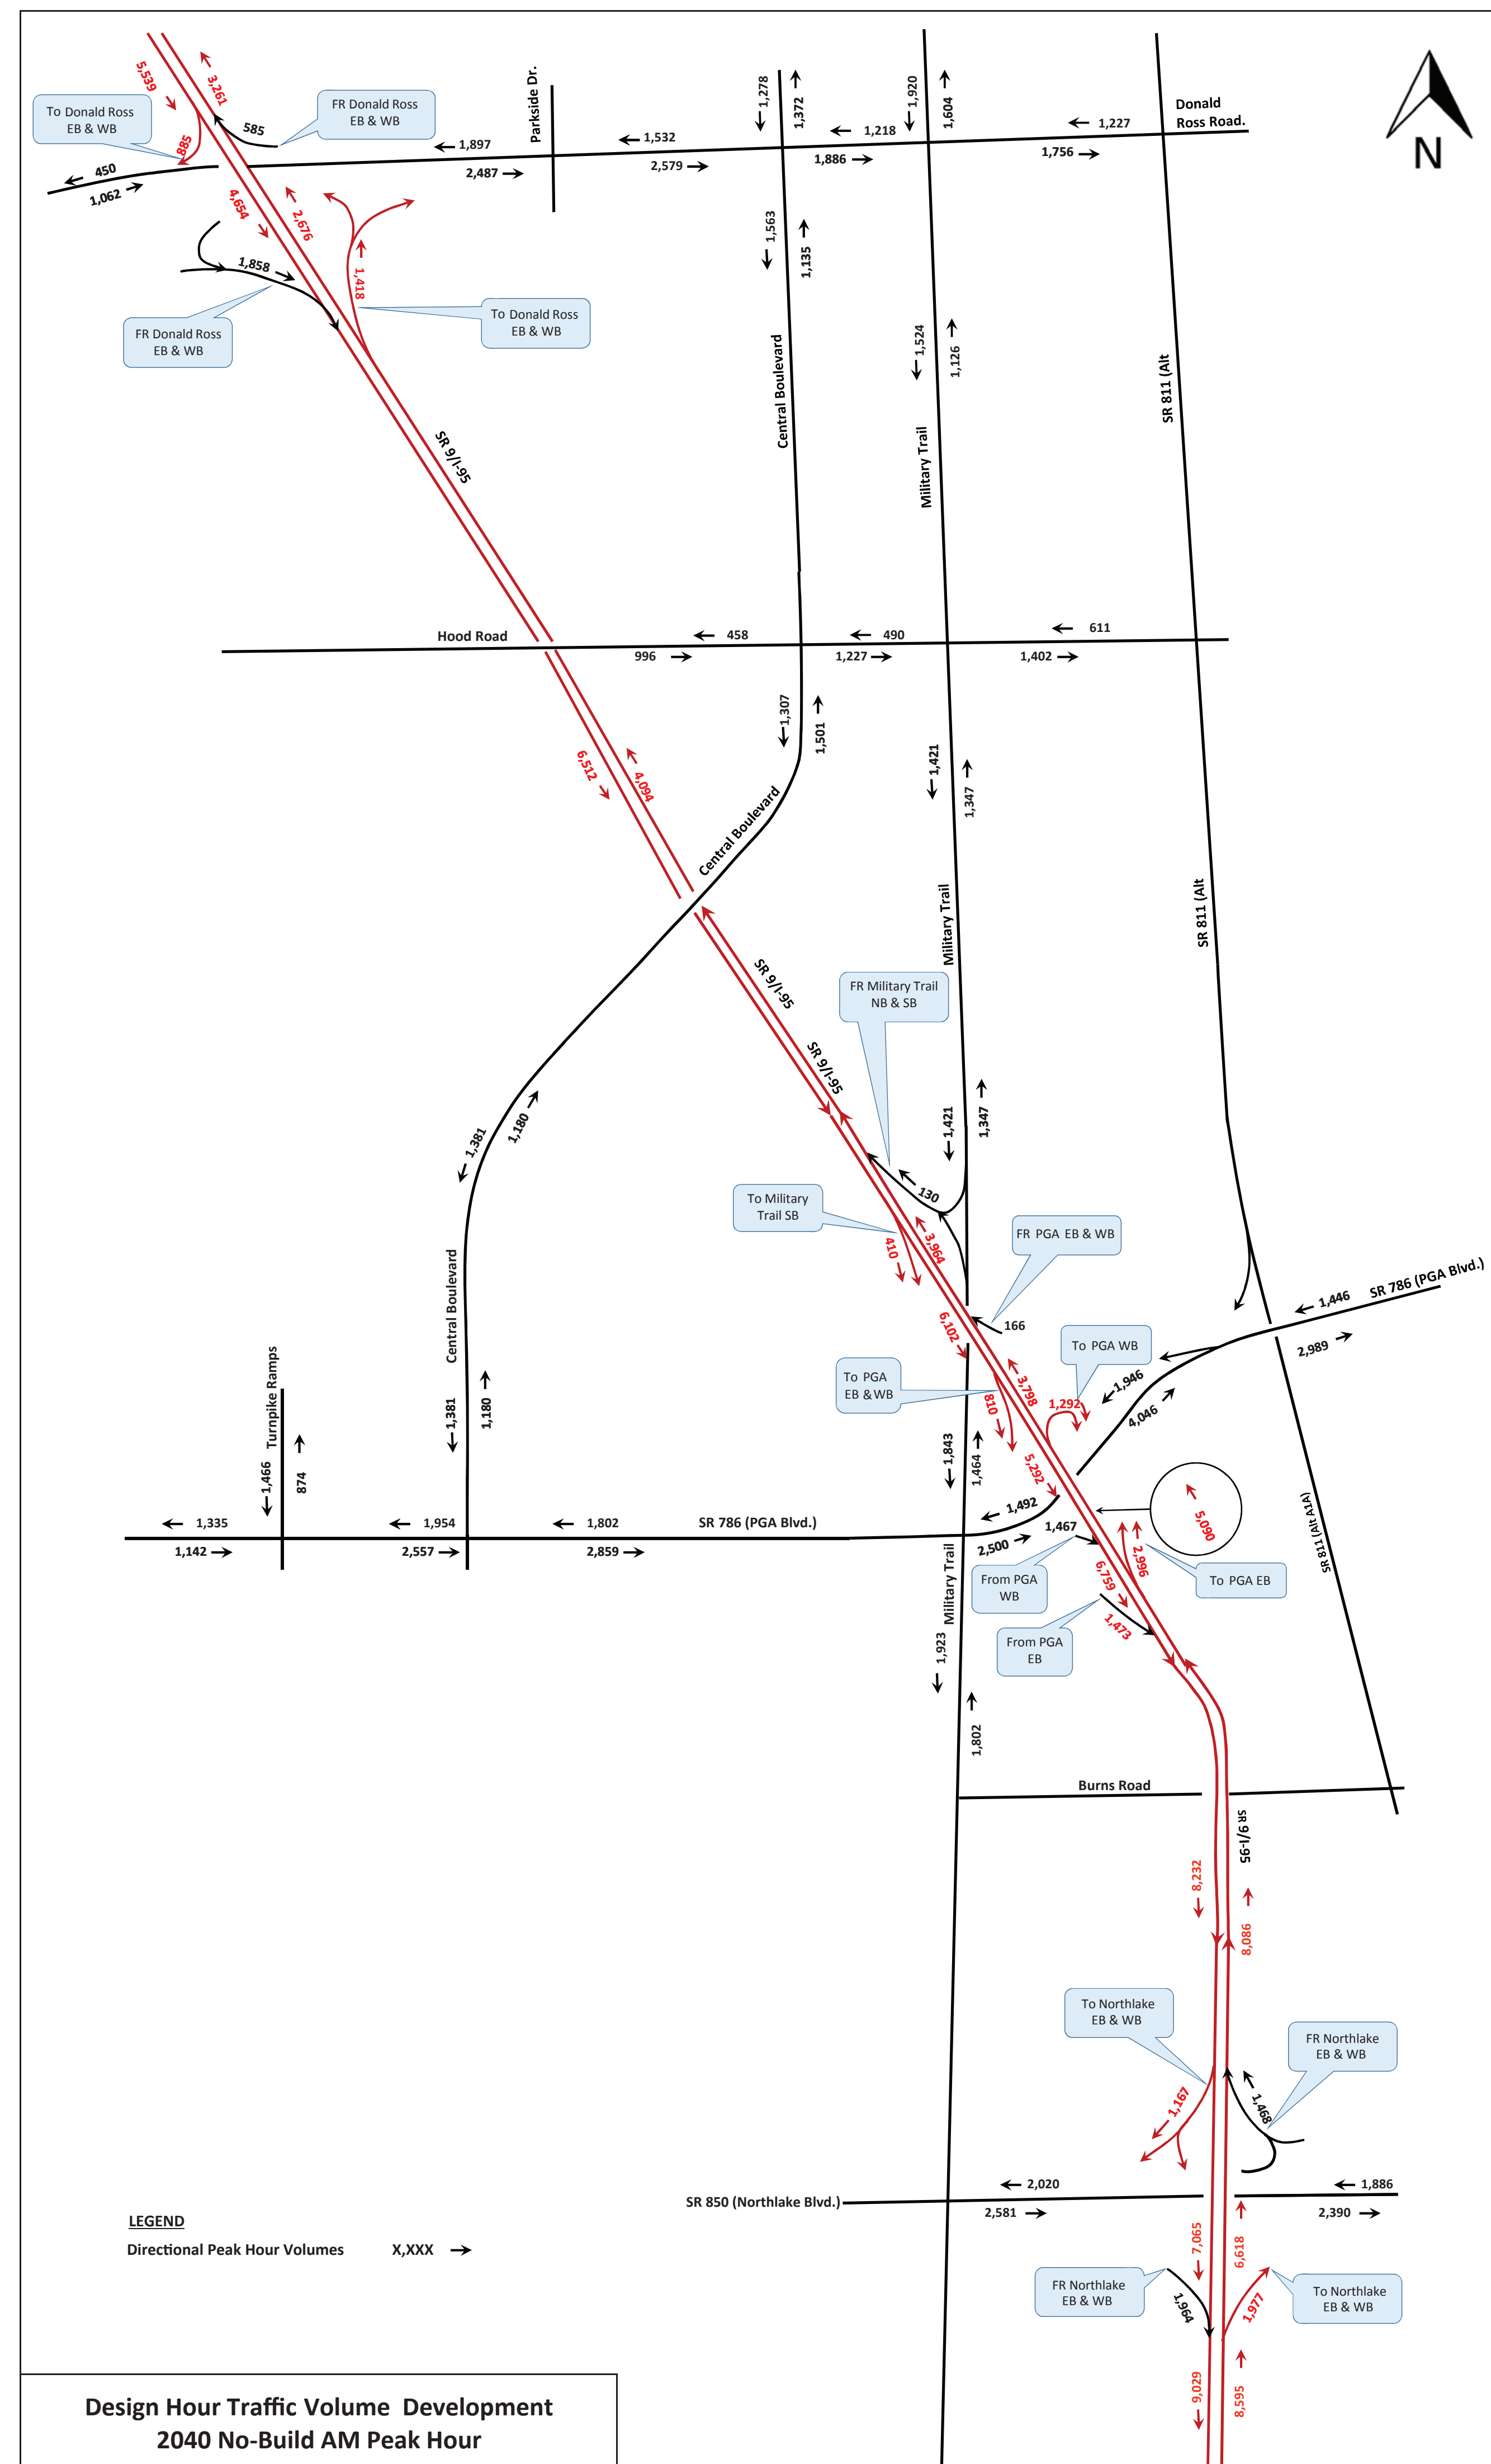 5,539
3,261
To Donald Ross
EB & WB
FR Donald Ross
EB & WB
585
885
450
1,062
1,897
2,487
Parkside Dr.
1,532
2,579
1,278
1,372
1,218
1,886
1,920
1,604
1,227
1,756
Donald
Ross Road.
N
4,654
2,676
1,858
1,418
FR Donald Ross
EB & WB
To Donald Ross
EB & WB
1,563
1,135
1,524
1,126
Central Boulevard
Military Trail
SR 811 (Alt
SR 9/I-95
Hood Road
996
458
1,227
490
1,402
611
1,307
1,501
1,421
1,347
6,512
4,094
Central Boulevard
Military Trail
SR 811 (Alt
SR 9/I-95
SR 9/I-95
FR Military Trail
NB & SB
1,421
1,347
1,381
1,180
130
To Military
Trail SB
410
3,964
FR PGA EB & WB
166
6,102
SR 786 (PGA Blvd.)
1,446
2,989
To PGA WB
To PGA
EB & WB
810
3,798
1,292
1,946
4,046
Central Boulevard
Turnpike Ramps
1,466
874
1,381
1,180
1,843
1,464
5,292
5,090
1,335
1,142
1,954
2,557
1,802
2,859
SR 786 (PGA Blvd.)
1,492
2,500
1,467
6,759
2,996
To PGA EB
From PGA
WB
From PGA
EB
1,473
SR 811 (Alt A1A)
Military Trail
1,923
1,802
Burns Road
SR 9/I-95
8,232
8,086
To Northlake
EB & WB
FR Northlake
EB & WB
1,167
1,468
SR 850 (Northlake Blvd.)
2,020
2,581
1,886
2,390
7,065
6,618
FR Northlake
EB & WB
1,964
1,977
To Northlake
EB & WB
9,029
8,595
LEGEND
Directional Peak Hour Volumes X,XXX
Design Hour Traffic Volume Development
2040 No-Build AM Peak Hour